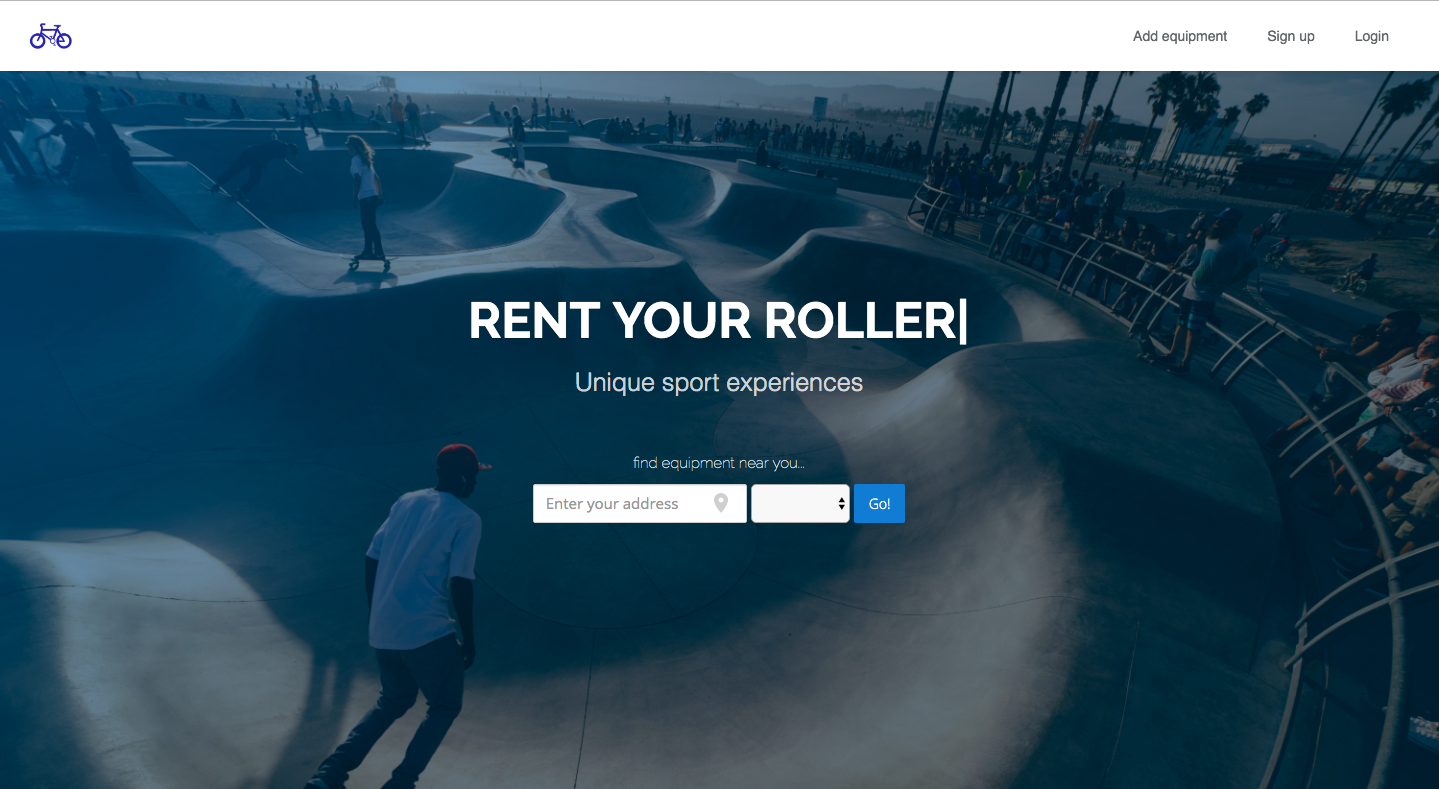 Add equipment Sign up Login
RENT YOUR ROLLER|
Unique sport experiences
find equipment near you...
Enter your address Go!